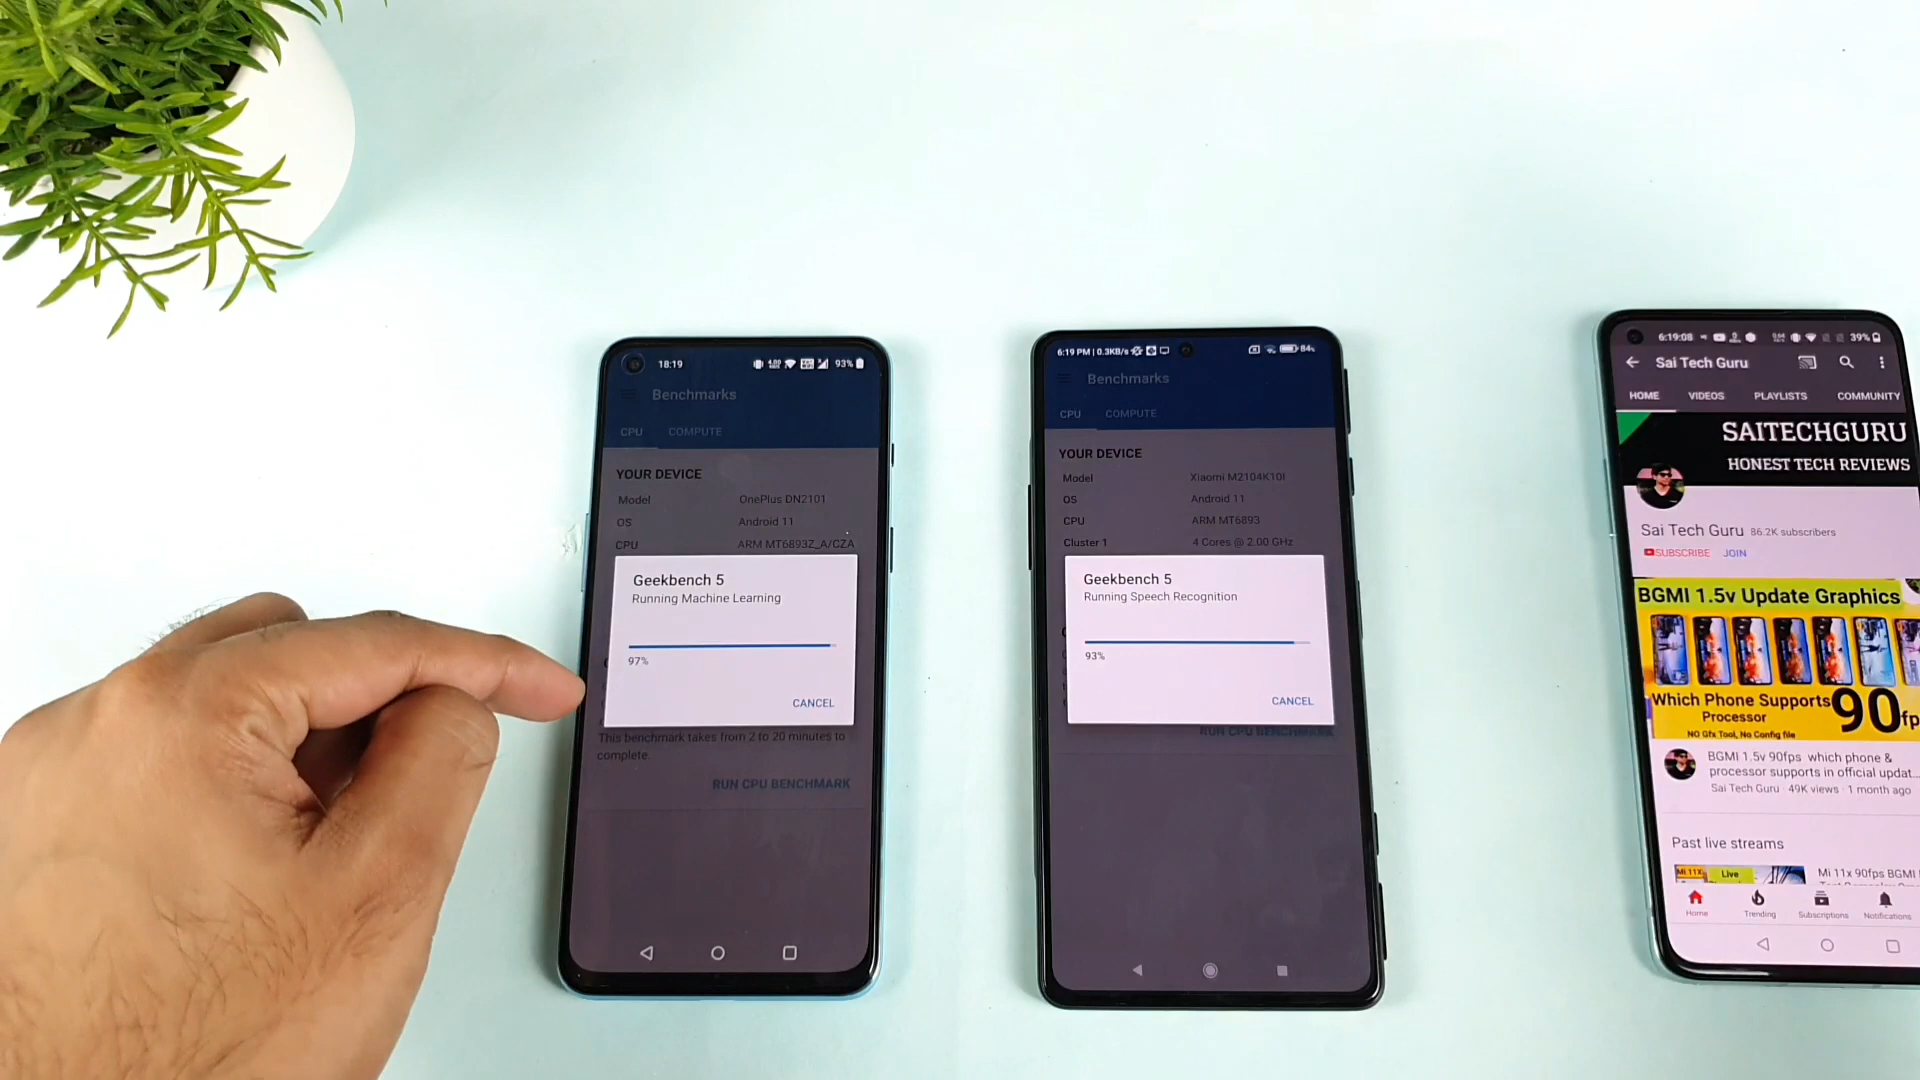 18:19
93%
Benchmarks
CPU COMPUTE
YOUR DEVICE
Model OnePlus DN2101
OS Android 11
CPU ARM MT6893Z_A/CZA
Geekbench 5
Running Machine Learning
97%
CANCEL
This benchmark takes from 2 to 20 minutes to
complete.
RUN CPU BENCHMARK
6:19 PM | 0.3KB/s
84%
Benchmarks
CPU COMPUTE
YOUR DEVICE
Model Xiaomi M2104K10I
OS Android 11
CPU ARM MT6893
Cluster 1 4 Cores @ 2.00 GHz
Geekbench 5
Running Speech Recognition
93%
CANCEL
RUN CPU BENCHMARK
6:19:08 39%
Sai Tech Guru
HOME VIDEOS PLAYLISTS COMMUNITY
SAITECHGURU
HONEST TECH REVIEWS
Sai Tech Guru 86.2K subscribers
SUBSCRIBE JOIN
BGMI 1.5v Update Graphics
Which Phone Supports
Processor
90fp
NO Gfx Tool, No Config file
BGMI 1.5v 90fps which phone &
processor supports in official updat...
Sai Tech Guru · 49K views · 1 month ago
Past live streams
Mi 11X
Live
Mi 11x 90fps BGMI
Home Trending Subscriptions Notifications